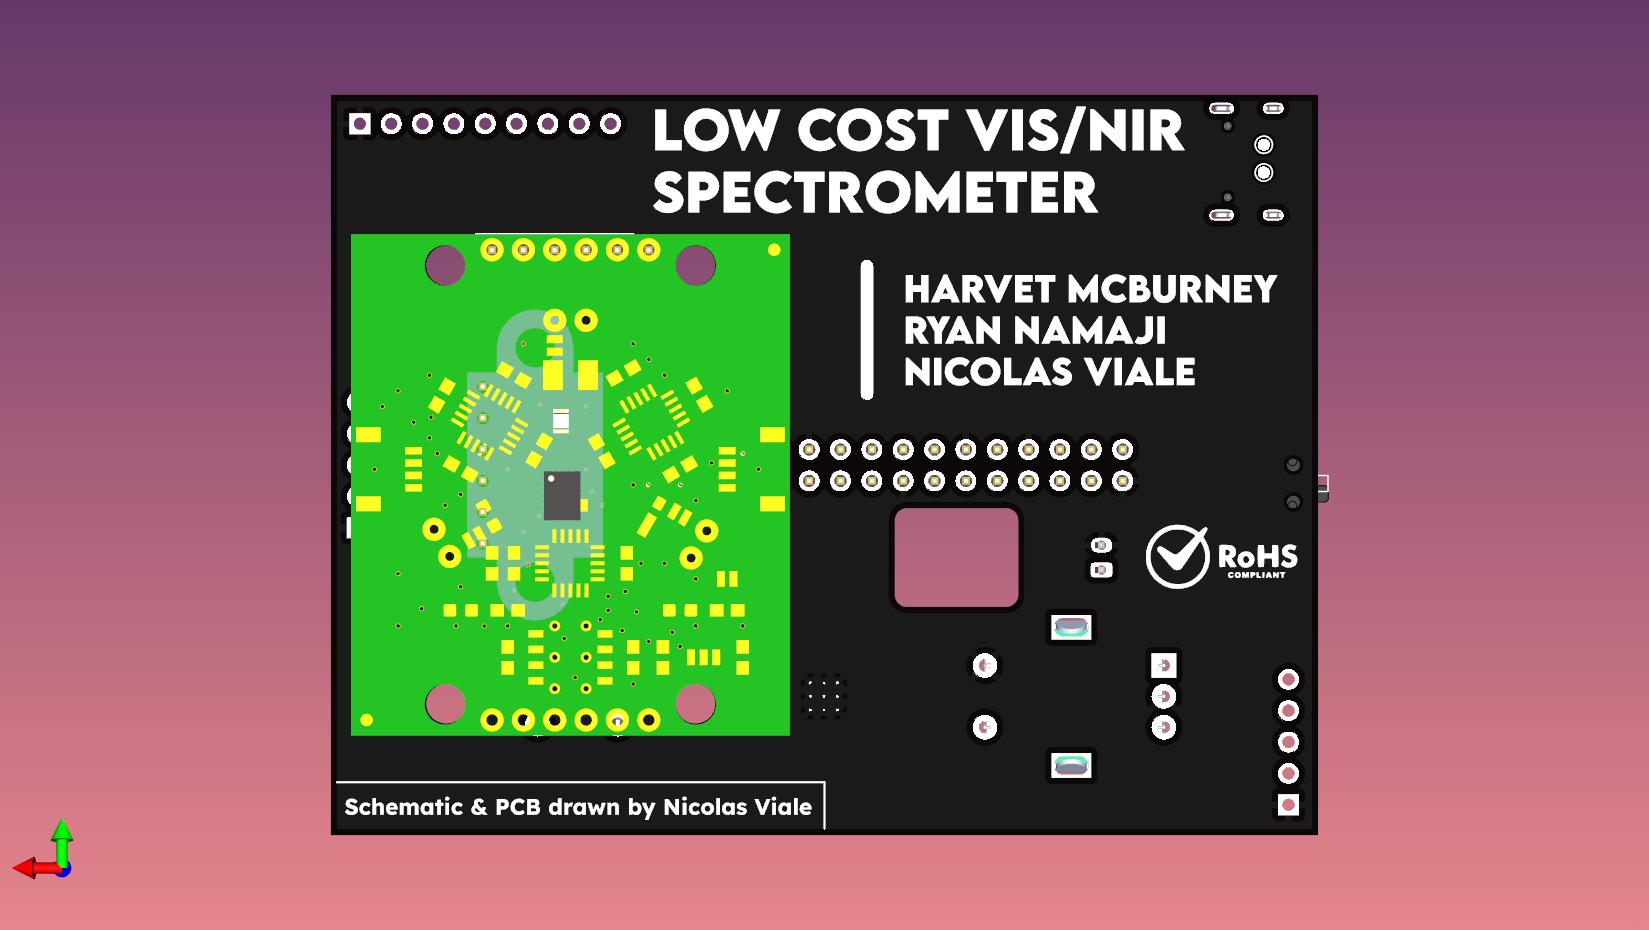 LOW COST VIS/NIR
SPECTROMETER
HARVET MCBURNEY
RYAN NAMAJI
NICOLAS VIALE
RoHS
COMPLIANT
Schematic & PCB drawn by Nicolas Viale